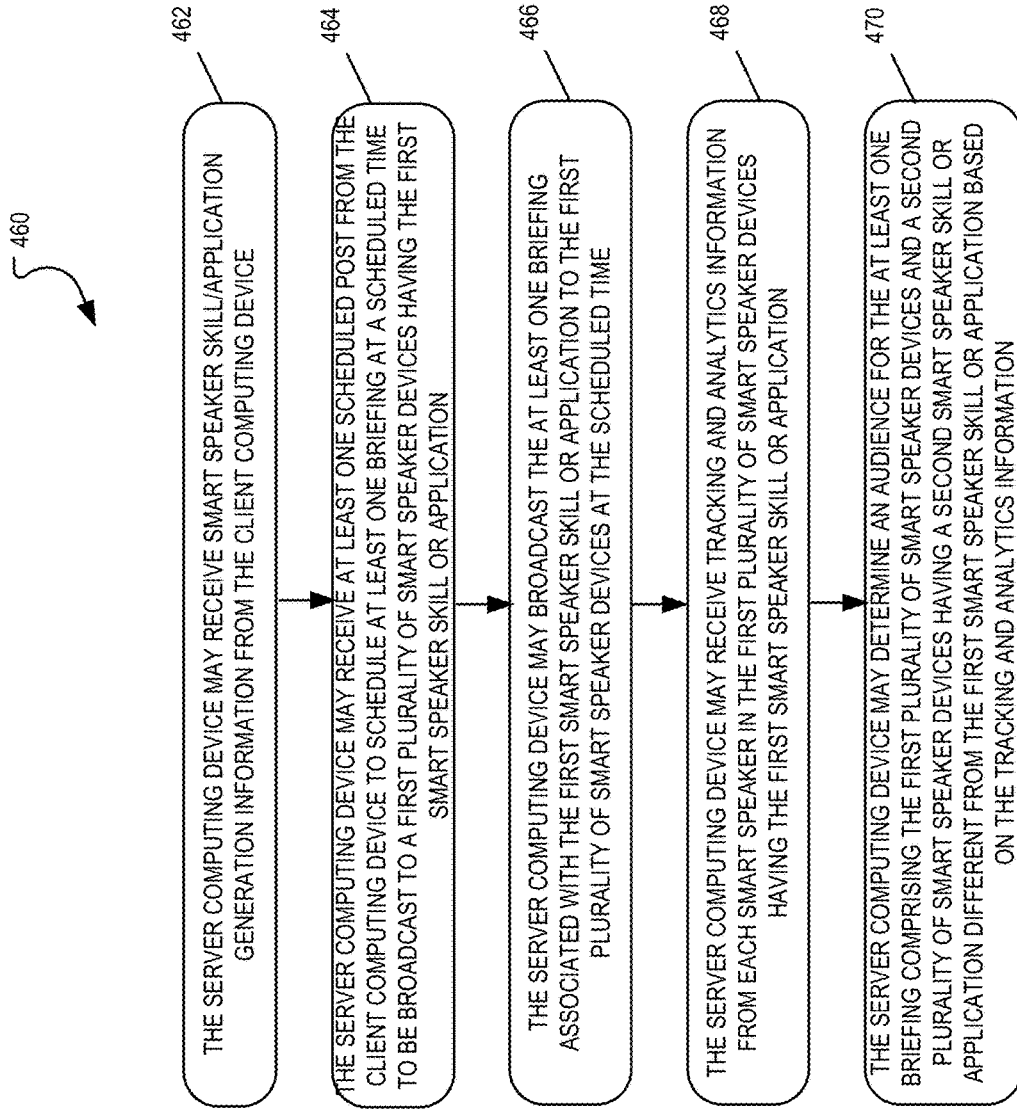 460
462
THE SERVER COMPUTING DEVICE MAY RECEIVE SMART SPEAKER SKILL/APPLICATION
GENERATION INFORMATION FROM THE CLIENT COMPUTING DEVICE
464
THE SERVER COMPUTING DEVICE MAY RECEIVE AT LEAST ONE SCHEDULED POST FROM THE
CLIENT COMPUTING DEVICE TO SCHEDULE AT LEAST ONE BRIEFING AT A SCHEDULED TIME
TO BE BROADCAST TO A FIRST PLURALITY OF SMART SPEAKER DEVICES HAVING THE FIRST
SMART SPEAKER SKILL OR APPLICATION
466
THE SERVER COMPUTING DEVICE MAY BROADCAST THE AT LEAST ONE BRIEFING
ASSOCIATED WITH THE FIRST SMART SPEAKER SKILL OR APPLICATION TO THE FIRST
PLURALITY OF SMART SPEAKER DEVICES AT THE SCHEDULED TIME
468
THE SERVER COMPUTING DEVICE MAY RECEIVE TRACKING AND ANALYTICS INFORMATION
FROM EACH SMART SPEAKER IN THE FIRST PLURALITY OF SMART SPEAKER DEVICES
HAVING THE FIRST SMART SPEAKER SKILL OR APPLICATION
470
THE SERVER COMPUTING DEVICE MAY DETERMINE AN AUDIENCE FOR THE AT LEAST ONE
BRIEFING COMPRISING THE FIRST PLURALITY OF SMART SPEAKER DEVICES AND A SECOND
PLURALITY OF SMART SPEAKER DEVICES HAVING A SECOND SMART SPEAKER SKILL OR
APPLICATION DIFFERENT FROM THE FIRST SMART SPEAKER SKILL OR APPLICATION BASED
ON THE TRACKING AND ANALYTICS INFORMATION